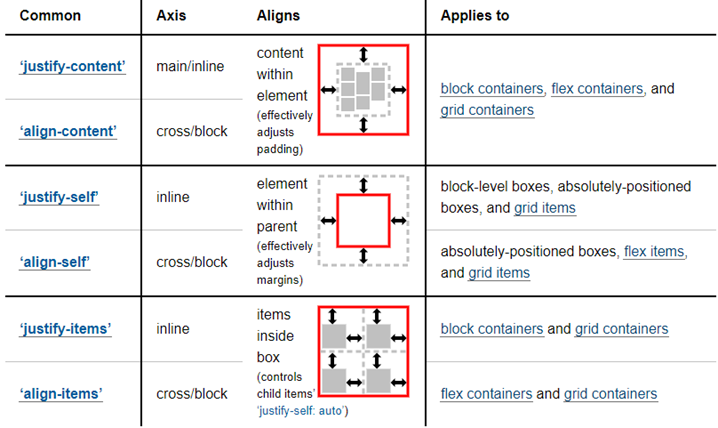 Common Axis Aligns Applies to
‘justify-content’ main/inline
content
within
element
(effectively
adjusts
padding)
block containers, flex containers, and
grid containers
‘align-content’ cross/block
‘justify-self’ inline
element
within
parent
(effectively
adjusts
margins)
block-level boxes, absolutely-positioned
boxes, and grid items
‘align-self’ cross/block
absolutely-positioned boxes, flex items,
and grid items
‘justify-items’ inline
items
inside
box
(controls
child items’
‘justify-self: auto’)
block containers and grid containers
‘align-items’ cross/block
flex containers and grid containers